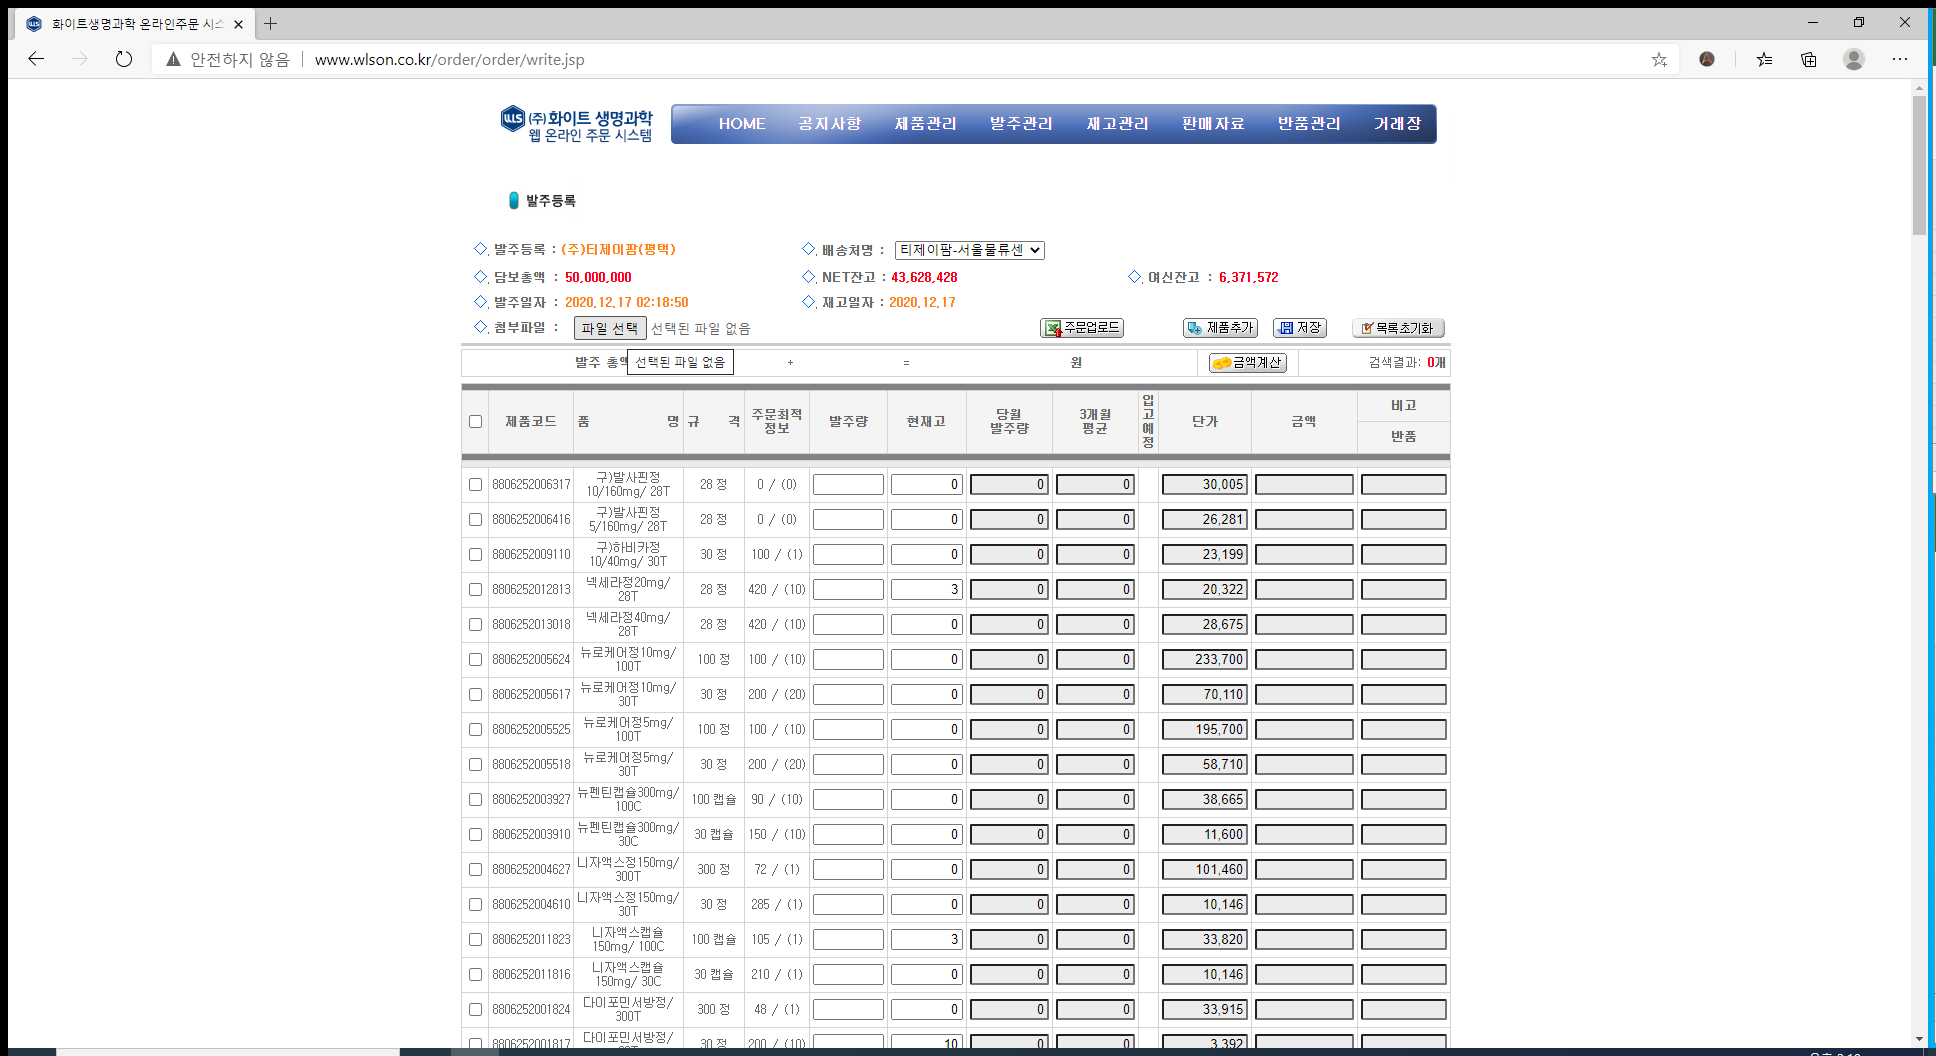 화이트생명과학 온라인주문 시스
안전하지 않음 www.wlson.co.kr/order/order/write.jsp
WLS (주)화이트 생명과학
웹 온라인 주문 시스템
HOME 공지사항 제품관리 발주관리 재고관리 판매자료 반품관리 거래장
발주등록
발주등록 : (주)티제이팜(평택) 배송처명 : 티제이팜-서울물류센
담보총액 : 50,000,000 NET잔고 : 43,628,428 여신잔고 : 6,371,572
발주일자 : 2020.12.17 02:18:50 재고일자 : 2020.12.17
첨부파일 : 파일 선택 선택된 파일 없음 주문업로드 제품추가 저장 목록초기화
발주 총액 선택된 파일 없음 + = 원 금액계산 검색결과: 0개
제품코드 품 명 규 격 주문최적 정보 발주량 현재고 당월 발주량 3개월 평균 입고예정 단가 금액 비고 반품
8806252006317 구)발사핀정 10/160mg/ 28T 28 정 0 / (0) 0 0 0 30,005
8806252006416 구)발사핀정 5/160mg/ 28T 28 정 0 / (0) 0 0 0 26,281
8806252009110 구)하비카정 10/40mg/ 30T 30 정 100 / (1) 0 0 0 23,199
8806252012813 넥세라정20mg/ 28T 28 정 420 / (10) 3 0 0 20,322
8806252013018 넥세라정40mg/ 28T 28 정 420 / (10) 0 0 0 28,675
8806252005624 뉴로케어정10mg/ 100T 100 정 100 / (10) 0 0 0 233,700
8806252005617 뉴로케어정10mg/ 30T 30 정 200 / (20) 0 0 0 70,110
8806252005525 뉴로케어정5mg/ 100T 100 정 100 / (10) 0 0 0 195,700
8806252005518 뉴로케어정5mg/ 30T 30 정 200 / (20) 0 0 0 58,710
8806252003927 뉴펜틴캡슐300mg/ 100C 100 캡슐 90 / (10) 0 0 0 38,665
8806252003910 뉴펜틴캡슐300mg/ 30C 30 캡슐 150 / (10) 0 0 0 11,600
8806252004627 니자액스정150mg/ 300T 300 정 72 / (1) 0 0 0 101,460
8806252004610 니자액스정150mg/ 30T 30 정 285 / (1) 0 0 0 10,146
8806252011823 니자액스캡슐 150mg/ 100C 100 캡슐 105 / (1) 3 0 0 33,820
8806252011816 니자액스캡슐 150mg/ 30C 30 캡슐 210 / (1) 0 0 0 10,146
8806252001824 다이포민서방정/ 300T 300 정 48 / (1) 0 0 0 33,915
8806252001817 다이포민서방정/ 30 정 200 / (10) 10 0 0 3,392